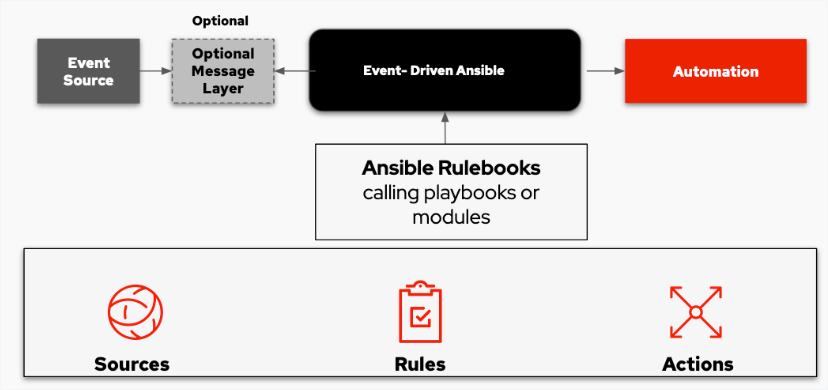 Optional
Event
Source
Optional
Message
Layer
Event- Driven Ansible
Automation
Ansible Rulebooks
calling playbooks or
modules
Sources
Rules
Actions